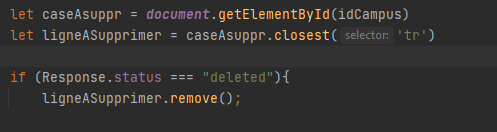 let caseAsuppr = document.getElementById(idCampus)
let ligneASupprimer = caseAsuppr.closest( selector: 'tr')
if (Response.status === "deleted"){
ligneASupprimer.remove();